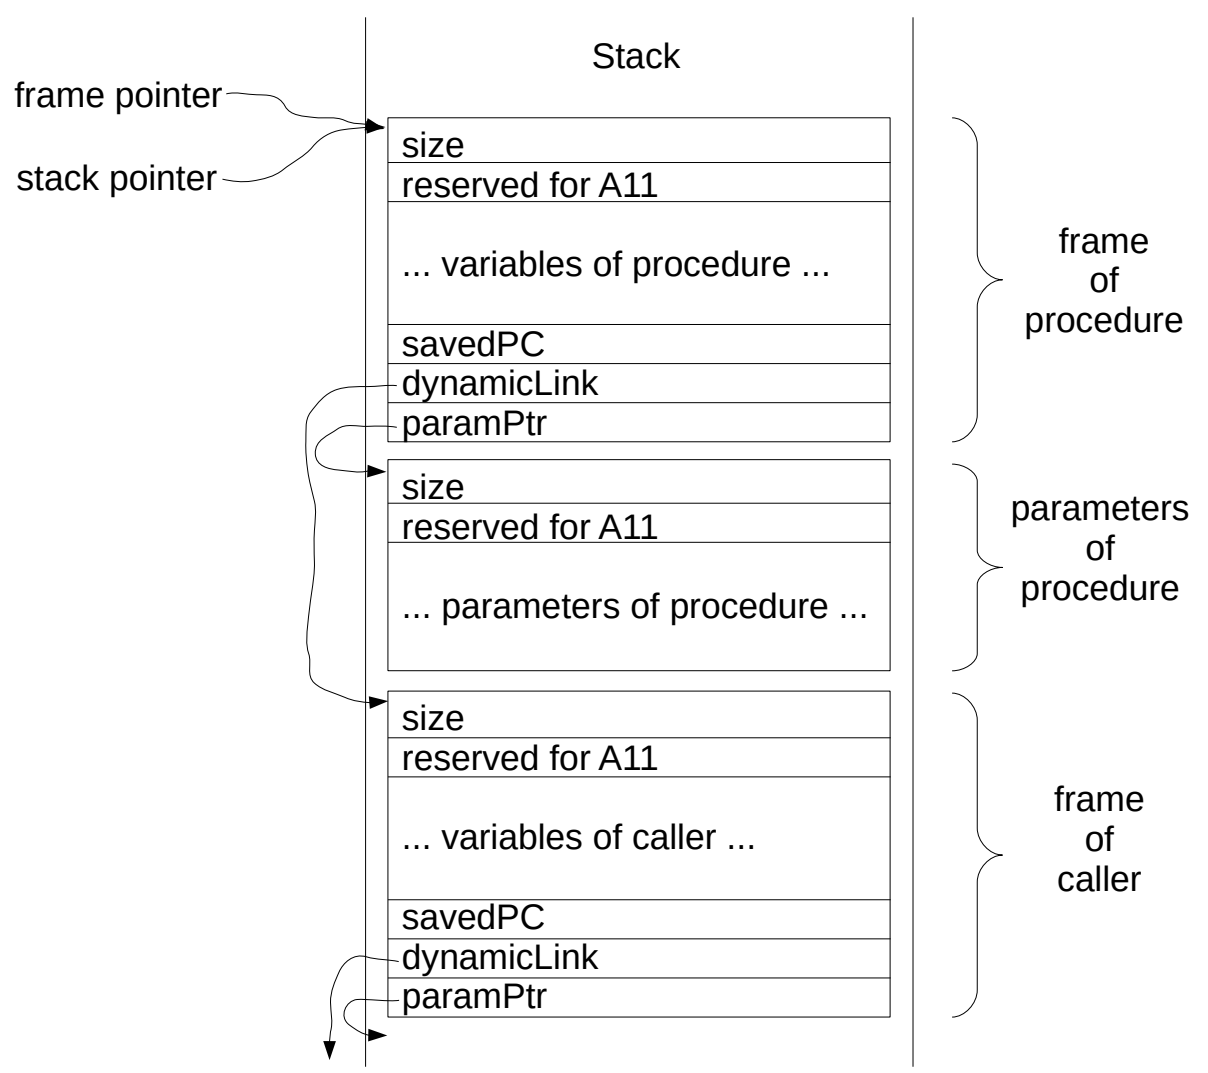 Stack
frame pointer
stack pointer
size
reserved for A11
... variables of procedure ...
savedPC
dynamicLink
paramPtr
frame
of
procedure
size
reserved for A11
... parameters of procedure ...
parameters
of
procedure
size
reserved for A11
... variables of caller ...
savedPC
dynamicLink
paramPtr
frame
of
caller